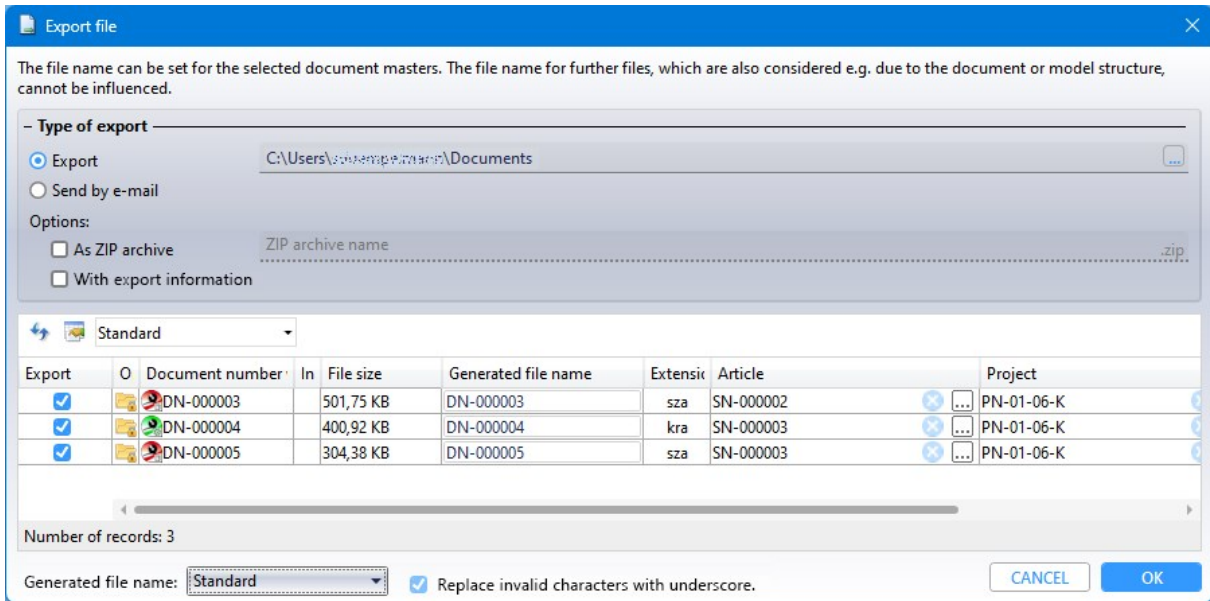 Export file
The file name can be set for the selected document masters. The file name for further files, which are also considered e.g. due to the document or model structure,
cannot be influenced.
– Type of export
Export C:\Users\ \Documents ...
Send by e-mail
Options:
As ZIP archive ZIP archive name .zip
With export information
Standard
Export O Document number In File size Generated file name Extensic Article Project
DN-000003 501,75 KB DN-000003 sza SN-000002 ... PN-01-06-K
DN-000004 400,92 KB DN-000004 kra SN-000003 ... PN-01-06-K
DN-000005 304,38 KB DN-000005 sza SN-000003 ... PN-01-06-K
Number of records: 3
Generated file name: Standard Replace invalid characters with underscore. CANCEL OK